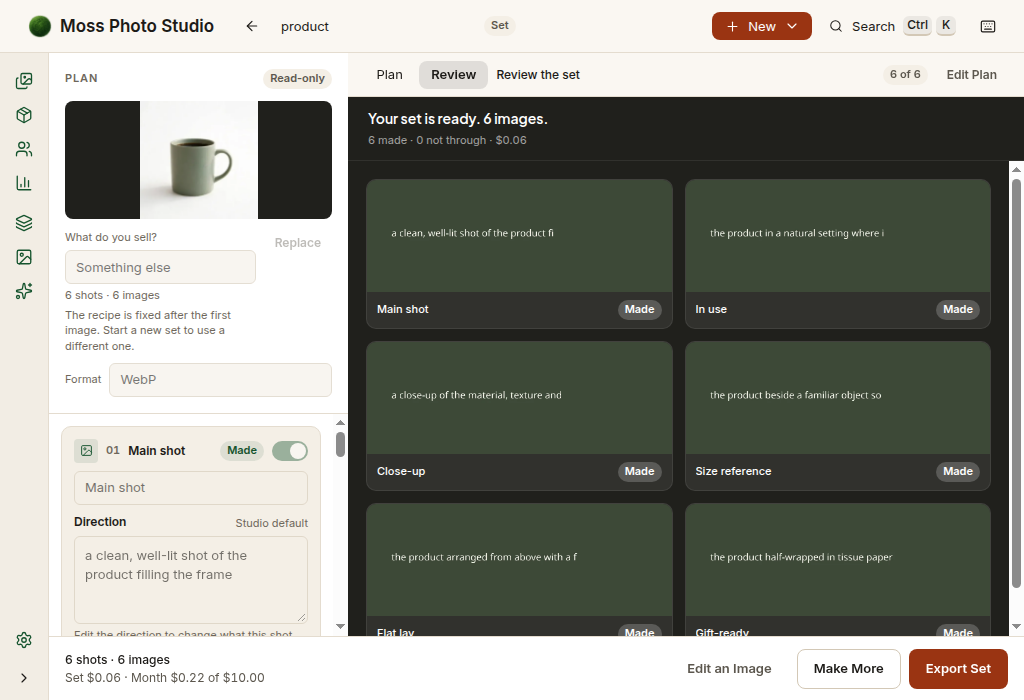 Moss Photo Studio
product
Set
New
Search Ctrl K
PLAN
Read-only
What do you sell?
Replace
Something else
6 shots · 6 images
The recipe is fixed after the first
image. Start a new set to use a
different one.
Format WebP
01 Main shot Made
Main shot
Direction
Studio default
a clean, well-lit shot of the
product filling the frame
Edit the direction to change what this shot
Plan Review Review the set
6 of 6
Edit Plan
Your set is ready. 6 images.
6 made · 0 not through · $0.06
a clean, well-lit shot of the product fi
Main shot Made
the product in a natural setting where i
In use Made
a close-up of the material, texture and
Close-up Made
the product beside a familiar object so
Size reference Made
the product arranged from above with a f
Flat lay Made
the product half-wrapped in tissue paper
Gift-ready Made
6 shots · 6 images
Set $0.06 · Month $0.22 of $10.00
Edit an Image
Make More
Export Set